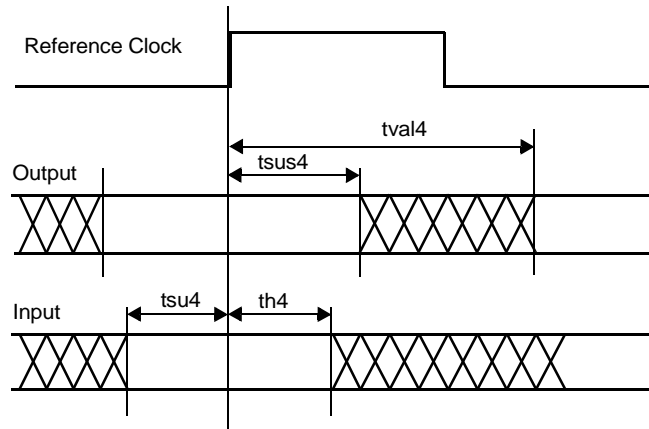 Reference Clock
tval4
tsus4
Output
tsu4
th4
Input